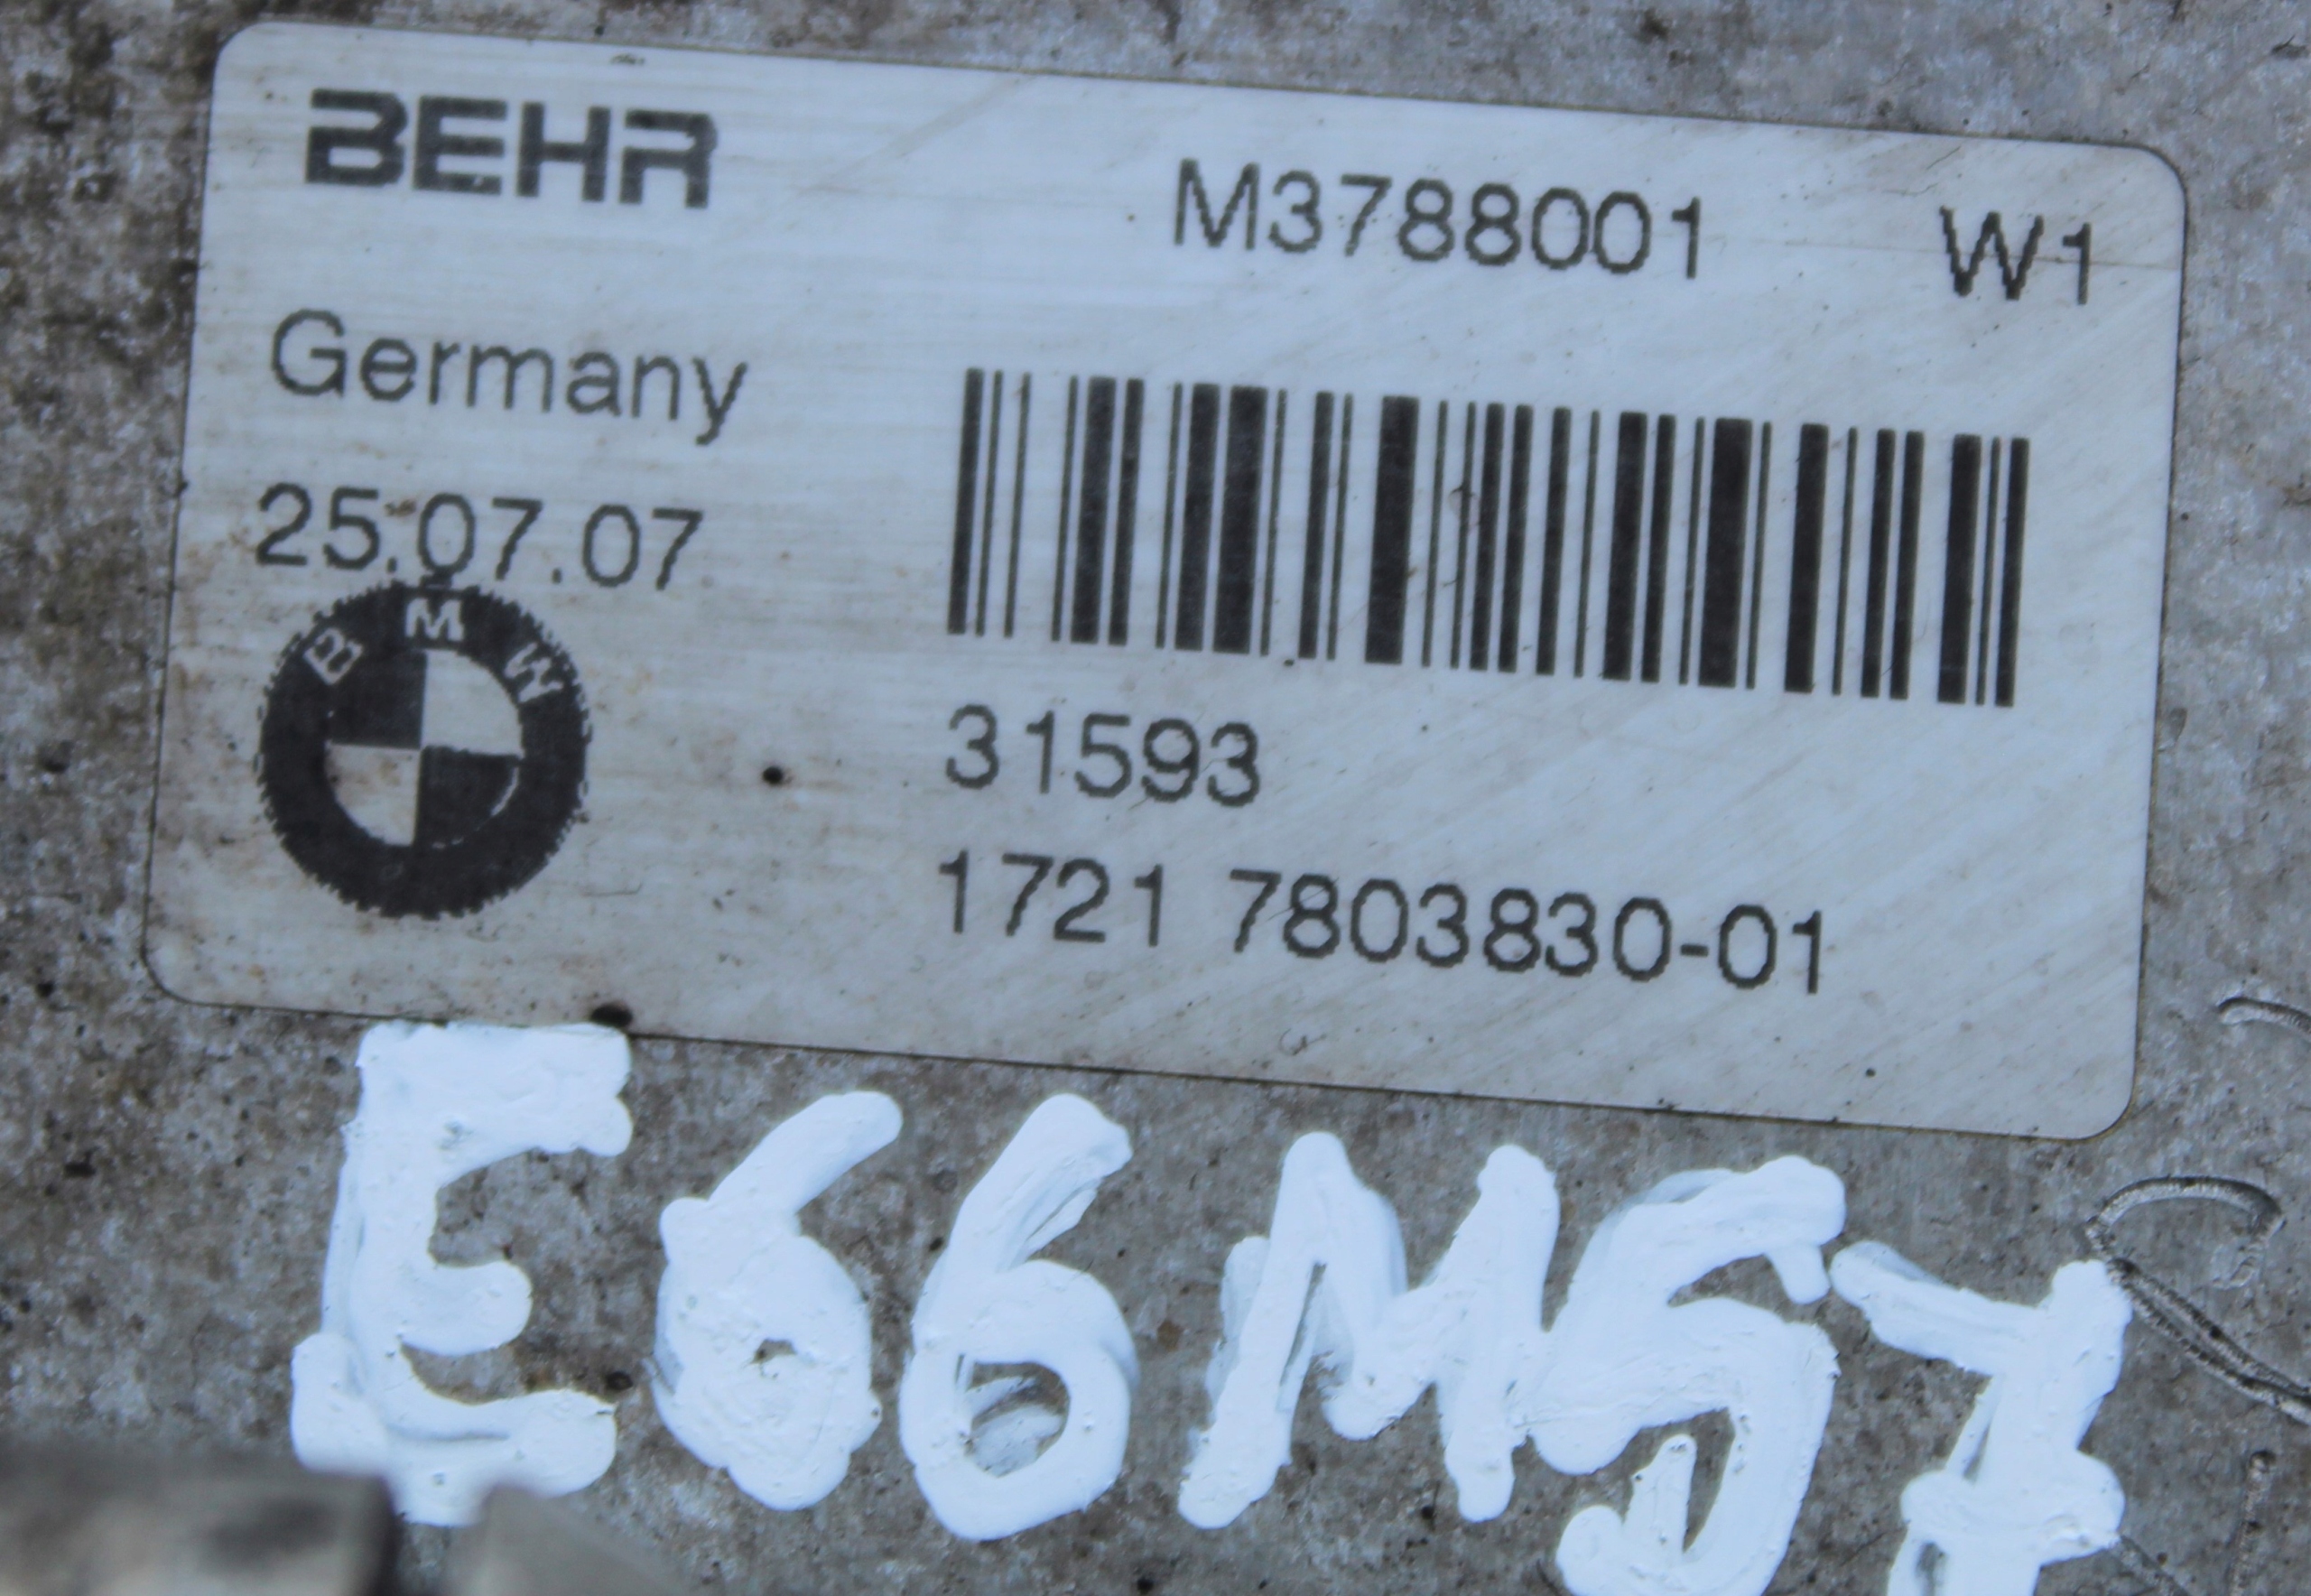 BEHR M3788001 W1
Germany
25.07.07
BMW
31593
1721 7803830-01
E66M57